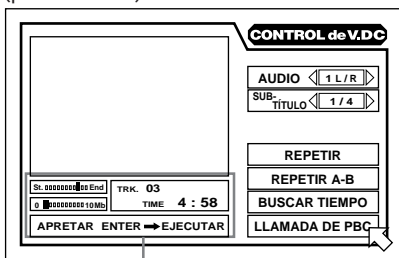 CONTROL de V.DC
AUDIO 1 L/R
SUB-TÍTULO 1 / 4
REPETIR
REPETIR A-B
BUSCAR TIEMPO
LLAMADA DE PBC
St. End
0 10Mb
TRK. 03
TIME 4 : 58
APRETAR ENTER ➡ EJECUTAR